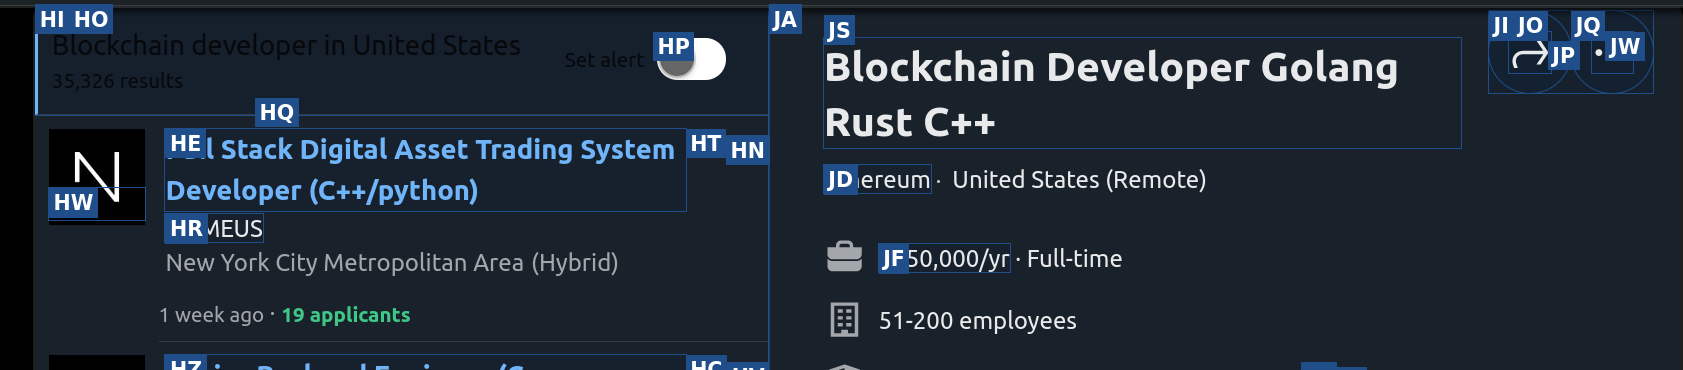 HI HO
Blockchain developer in United States
35,326 results
Set alert
HP
HQ
N
HW
HE
Stack Digital Asset Trading System
Developer (C++/python)
HT
HN
HR
MEUS
New York City Metropolitan Area (Hybrid)
1 week ago · 19 applicants
HZ
HC
JA
JS
Blockchain Developer Golang
Rust C++
JI JO
JP
JQ
JW
JD
ereum · United States (Remote)
JF
50,000/yr · Full-time
51-200 employees